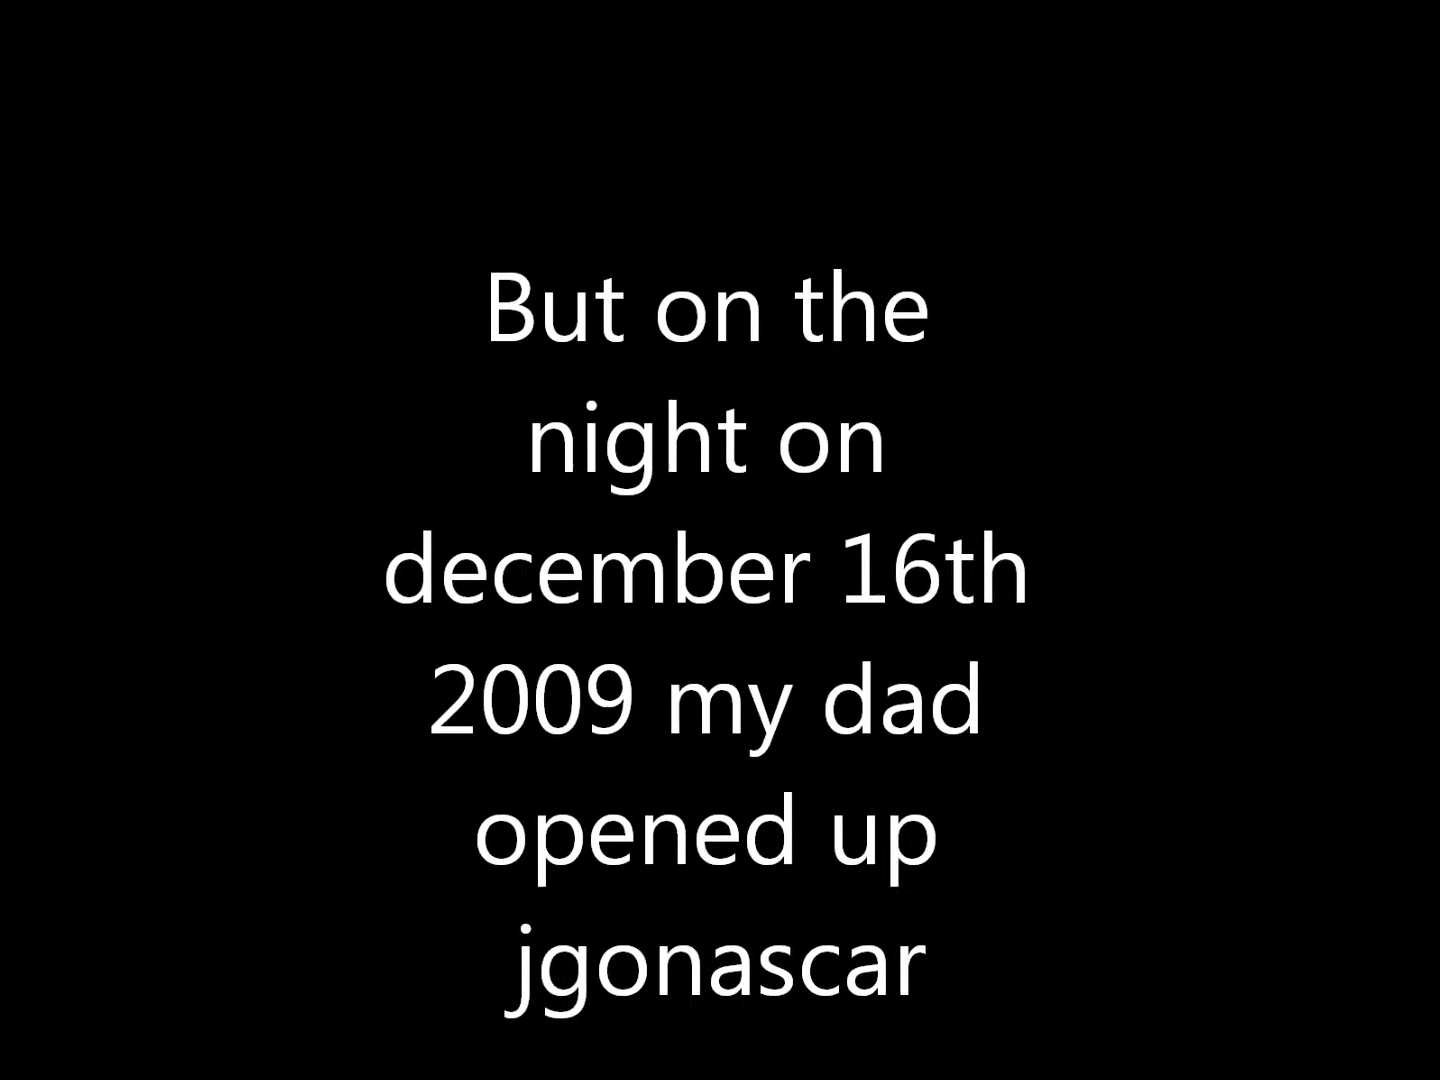 But on the
night on
december 16th
2009 my dad
opened up
jgonascar